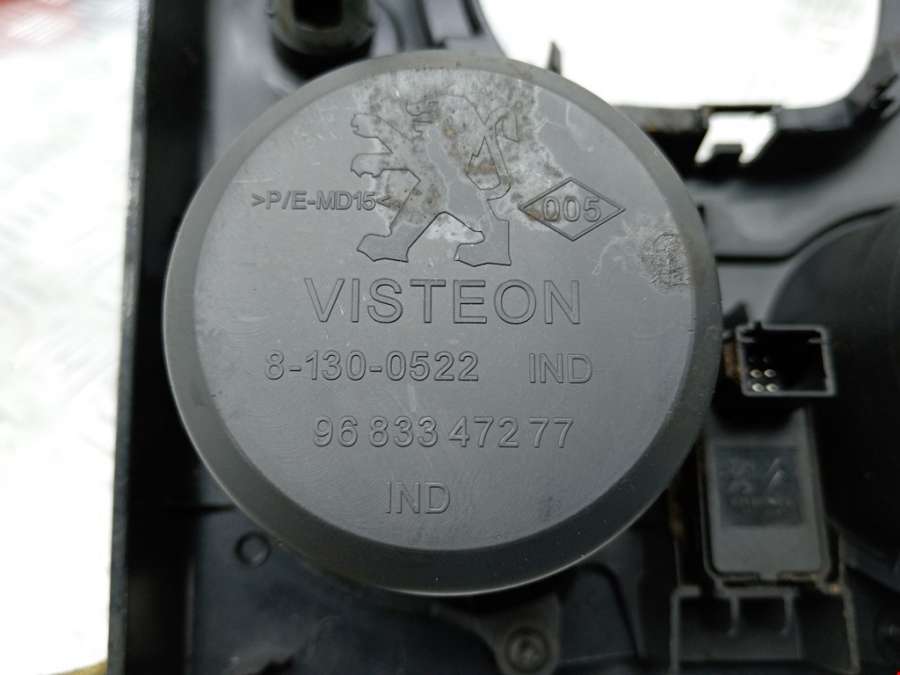 >P/E-MD15<
005
VISTEON
8-130-0522 IND
96 833 472 77
IND